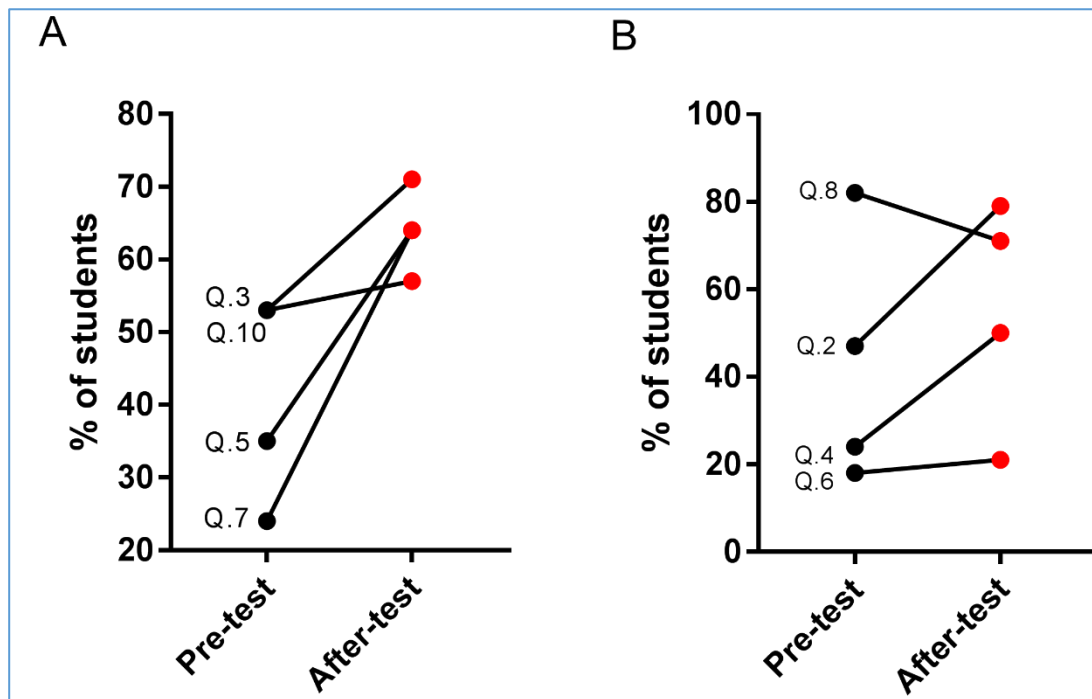 A
% of students
80
70
60
50
40
30
20
Q.3
Q.10
Q.5
Q.7
Pre-test
After-test
B
% of students
100
80
60
40
20
0
Q.8
Q.2
Q.4
Q.6
Pre-test
After-test